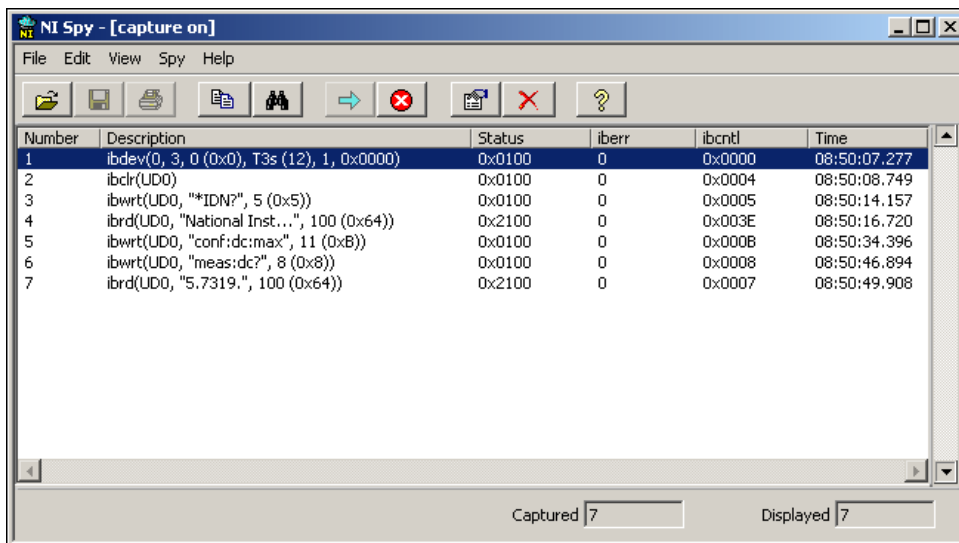 NI Spy - [capture on]
File Edit View Spy Help
Number Description Status iberr ibcntl Time
1 ibdev(0, 3, 0 (0x0), T3s (12), 1, 0x0000) 0x0100 0 0x0000 08:50:07.277
2 ibclr(UD0) 0x0100 0 0x0004 08:50:08.749
3 ibwrt(UD0, "*IDN?", 5 (0x5)) 0x0100 0 0x0005 08:50:14.157
4 ibrd(UD0, "National Inst...", 100 (0x64)) 0x2100 0 0x003E 08:50:16.720
5 ibwrt(UD0, "conf:dc:max", 11 (0xB)) 0x0100 0 0x000B 08:50:34.396
6 ibwrt(UD0, "meas:dc?", 8 (0x8)) 0x0100 0 0x0008 08:50:46.894
7 ibrd(UD0, "5.7319.", 100 (0x64)) 0x2100 0 0x0007 08:50:49.908
Captured 7 Displayed 7